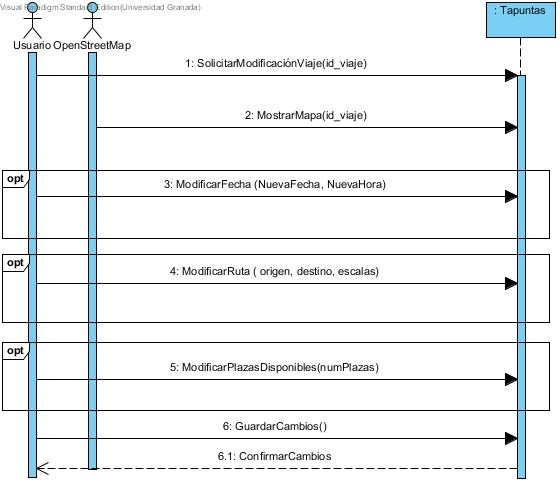 Visual Paradigm Standard Edition(Universidad Granada)
: Tapuntas
Usuario
OpenStreetMap
1: SolicitarModificaciónViaje(id_viaje)
2: MostrarMapa(id_viaje)
opt
3: ModificarFecha (NuevaFecha, NuevaHora)
opt
4: ModificarRuta ( origen, destino, escalas)
opt
5: ModificarPlazasDisponibles(numPlazas)
6: GuardarCambios()
6.1: ConfirmarCambios